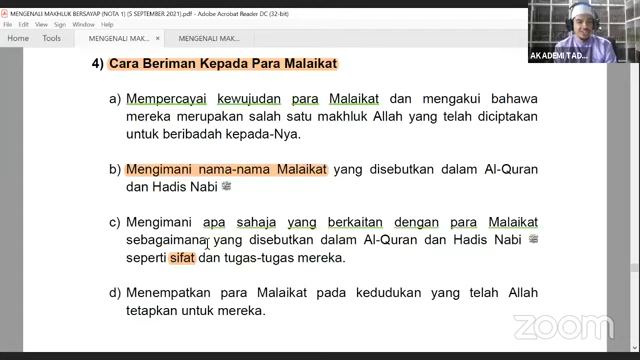 MENGENALI MAKHLUK BERSAYAP (NOTA 1) (5 SEPTEMBER 2021).pdf - Adobe Acrobat Reader DC (32-bit)
File Edit View Sign Window Help
Home Tools MENGENALI MAK... × MENGENALI MAK...
AKADEMI TAD...
4) Cara Beriman Kepada Para Malaikat
a) Mempercayai kewujudan para Malaikat dan mengakui bahawa
mereka merupakan salah satu makhluk Allah yang telah diciptakan
untuk beribadah kepada-Nya.
b) Mengimani nama-nama Malaikat yang disebutkan dalam Al-Quran
dan Hadis Nabi ﷺ
c) Mengimani apa sahaja yang berkaitan dengan para Malaikat
sebagaimana yang disebutkan dalam Al-Quran dan Hadis Nabi ﷺ
seperti sifat dan tugas-tugas mereka.
d) Menempatkan para Malaikat pada kedudukan yang telah Allah
tetapkan untuk mereka.
zoom